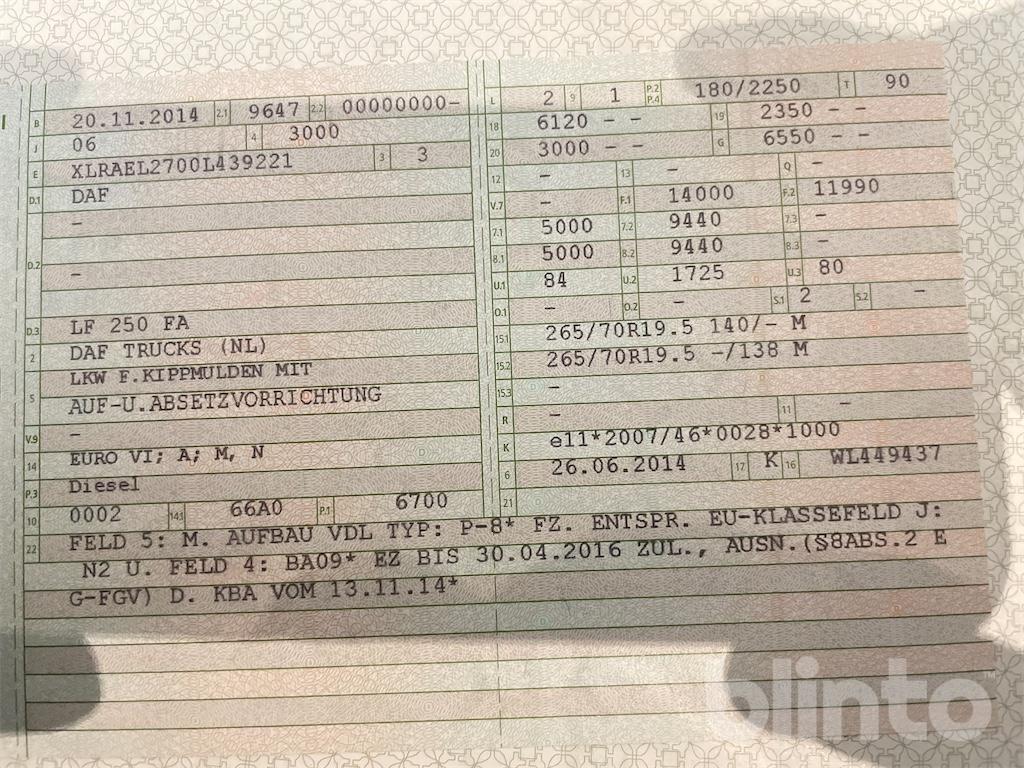 B 20.11.2014 2.1 9647 2.2 00000000-
J 06 4 3000
E XLRAEL2700L439221 3 3
D.1 DAF
D.2 -
-
D.3 LF 250 FA
2 DAF TRUCKS (NL)
5 LKW F.KIPPMULDEN MIT
AUF-U.ABSETZVORRICHTUNG
V.9 -
14 EURO VI; A; M, N
P.3 Diesel
10 0002 14.1 66A0 P.1 6700
L 2 9 1 P.2 P.4 180/2250 T 90
18 6120 - - 19 2350 - -
20 3000 - - G 6550 - -
12 - 13 - Q -
V.7 - F.1 14000 F.2 11990
7.1 5000 7.2 9440 7.3 -
8.1 5000 8.2 9440 8.3 -
U.1 84 U.2 1725 U.3 80
O.1 - O.2 - S.1 2 S.2 -
15.1 265/70R19.5 140/- M
15.2 265/70R19.5 -/138 M
15.3 -
R - 11 -
K e11*2007/46*0028*1000
6 26.06.2014 17 K 16 WL449437
21
22 FELD 5: M. AUFBAU VDL TYP: P-8* FZ. ENTSPR. EU-KLASSEFELD J:
N2 U. FELD 4: BA09* EZ BIS 30.04.2016 ZUL., AUSN.(§8ABS.2 E
G-FGV) D. KBA VOM 13.11.14*
blinto™